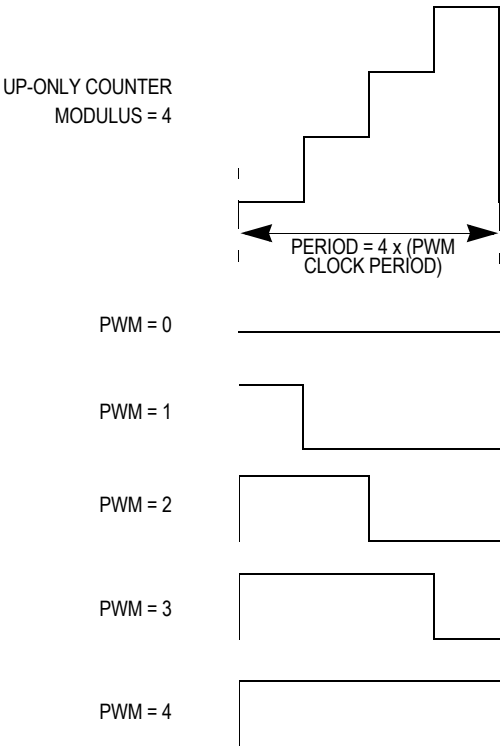 UP-ONLY COUNTER
MODULUS = 4
PERIOD = 4 x (PWM
CLOCK PERIOD)
PWM = 0
PWM = 1
PWM = 2
PWM = 3
PWM = 4